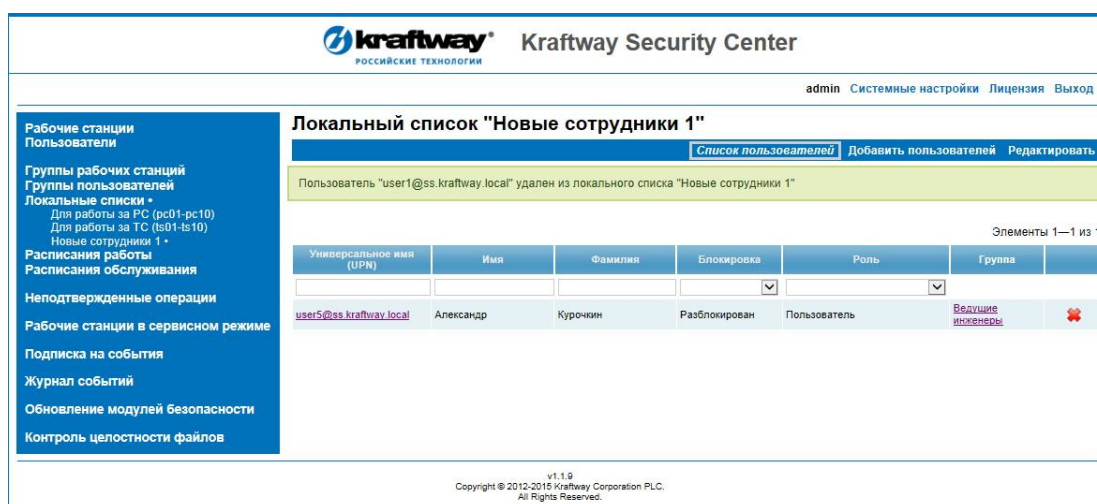 kraftway®
РОССИЙСКИЕ ТЕХНОЛОГИИ
Kraftway Security Center
admin Системные настройки Лицензия Выход
Рабочие станции
Пользователи
Группы рабочих станций
Группы пользователей
Локальные списки •
Для работы за PC (pc01-pc10)
Для работы за ТС (ts01-ts10)
Новые сотрудники 1 •
Расписания работы
Расписания обслуживания
Неподтвержденные операции
Рабочие станции в сервисном режиме
Подписка на события
Журнал событий
Обновление модулей безопасности
Контроль целостности файлов
Локальный список "Новые сотрудники 1"
Список пользователей Добавить пользователей Редактировать
Пользователь "user1@ss.kraftway.local" удален из локального списка "Новые сотрудники 1"
Элементы 1—1 из 1
Универсальное имя (UPN) Имя Фамилия Блокировка Роль Группа
user5@ss.kraftway.local Александр Курочкин Разблокирован Пользователь Ведущие инженеры
v1.1.9
Copyright © 2012-2015 Kraftway Corporation PLC.
All Rights Reserved.